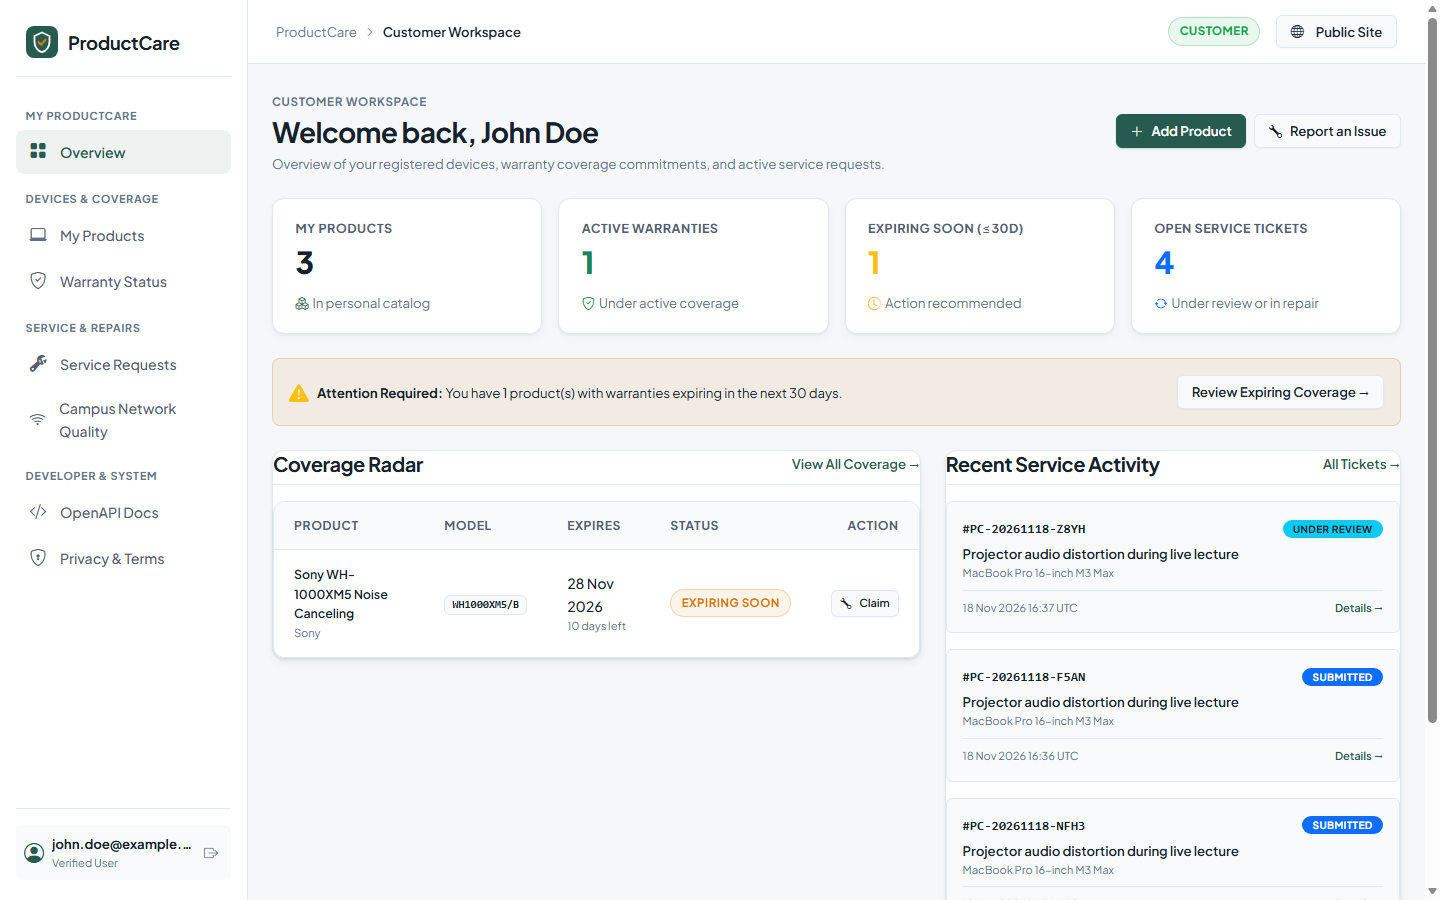 ProductCare
MY PRODUCTCARE
Overview
DEVICES & COVERAGE
My Products
Warranty Status
SERVICE & REPAIRS
Service Requests
Campus Network
Quality
DEVELOPER & SYSTEM
OpenAPI Docs
Privacy & Terms
john.doe@example....
Verified User
ProductCare > Customer Workspace
CUSTOMER
Public Site
CUSTOMER WORKSPACE
Welcome back, John Doe
Overview of your registered devices, warranty coverage commitments, and active service requests.
+ Add Product
Report an Issue
MY PRODUCTS
3
In personal catalog
ACTIVE WARRANTIES
1
Under active coverage
EXPIRING SOON (≤30D)
1
Action recommended
OPEN SERVICE TICKETS
4
Under review or in repair
Attention Required: You have 1 product(s) with warranties expiring in the next 30 days.
Review Expiring Coverage →
Coverage Radar
View All Coverage →
PRODUCT MODEL EXPIRES STATUS ACTION
Sony WH-
1000XM5 Noise
Canceling
Sony
WH1000XM5/B
28 Nov
2026
10 days left
EXPIRING SOON
Claim
Recent Service Activity
All Tickets →
#PC-20261118-Z8YH
UNDER REVIEW
Projector audio distortion during live lecture
MacBook Pro 16-inch M3 Max
18 Nov 2026 16:37 UTC
Details →
#PC-20261118-F5AN
SUBMITTED
Projector audio distortion during live lecture
MacBook Pro 16-inch M3 Max
18 Nov 2026 16:36 UTC
Details →
#PC-20261118-NFH3
SUBMITTED
Projector audio distortion during live lecture
MacBook Pro 16-inch M3 Max